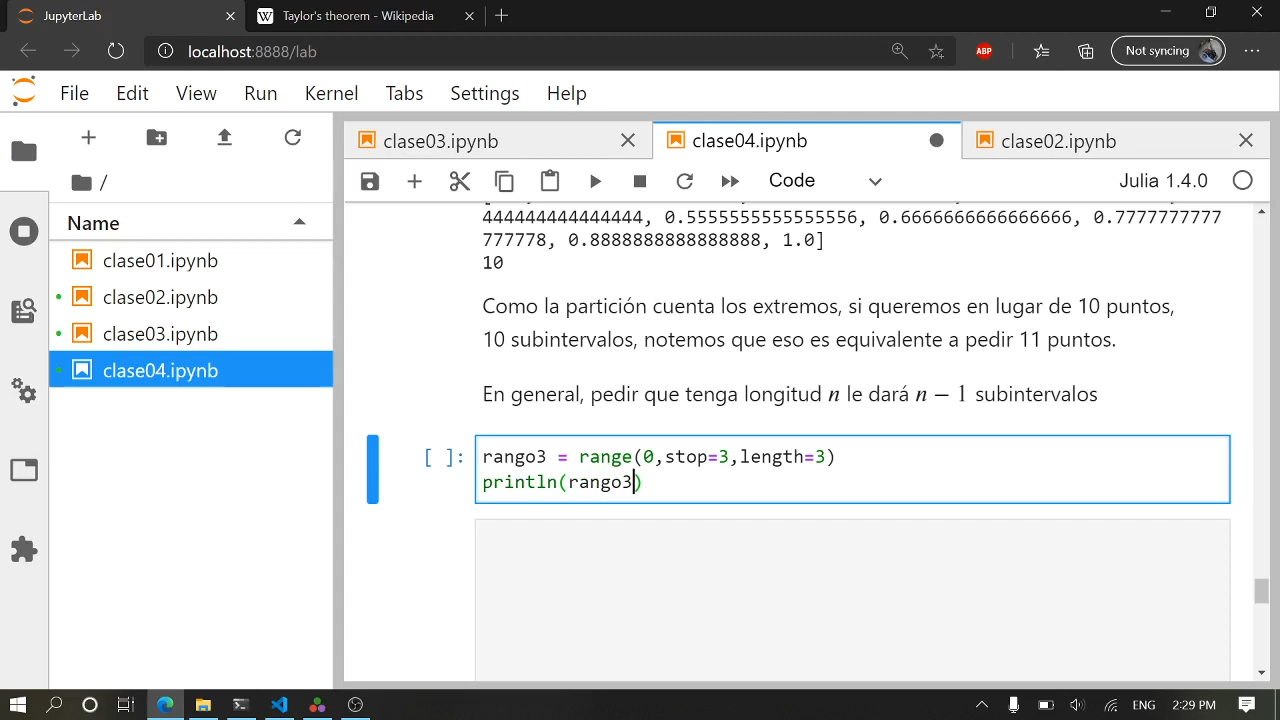 JupyterLab
Taylor's theorem - Wikipedia
localhost:8888/lab
ABP
Not syncing
File Edit View Run Kernel Tabs Settings Help
clase03.ipynb
clase04.ipynb
clase02.ipynb
/
Code
Julia 1.4.0
Name
clase01.ipynb
clase02.ipynb
clase03.ipynb
clase04.ipynb
444444444444444, 0.5555555555555556, 0.6666666666666666, 0.7777777777
777778, 0.8888888888888888, 1.0]
10
Como la partición cuenta los extremos, si queremos en lugar de 10 puntos,
10 subintervalos, notemos que eso es equivalente a pedir 11 puntos.
En general, pedir que tenga longitud n le dará n − 1 subintervalos
[ ]:
rango3 = range(0,stop=3,length=3)
println(rango3)
ENG
2:29 PM